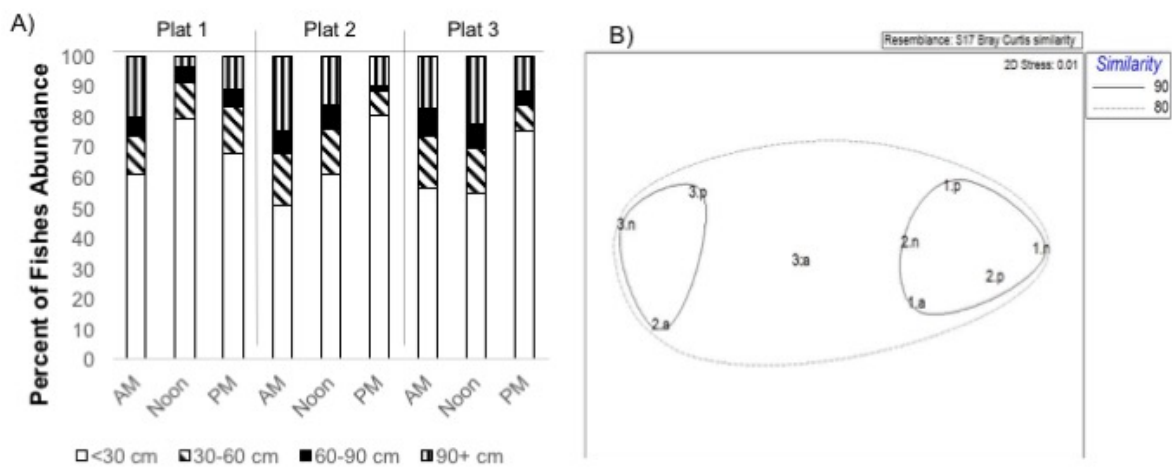 A)
Plat 1 Plat 2 Plat 3
Percent of Fishes Abundance
100
90
80
70
60
50
40
30
20
10
0
AM Noon PM AM Noon PM AM Noon PM
<30 cm 30-60 cm 60-90 cm 90+ cm
B)
Resemblance: S17 Bray Curtis similarity
2D Stress: 0.01
Similarity
90
80
1.p
3.p
3.n
2.n
1.n
3.a
2.p
1.a
2.a